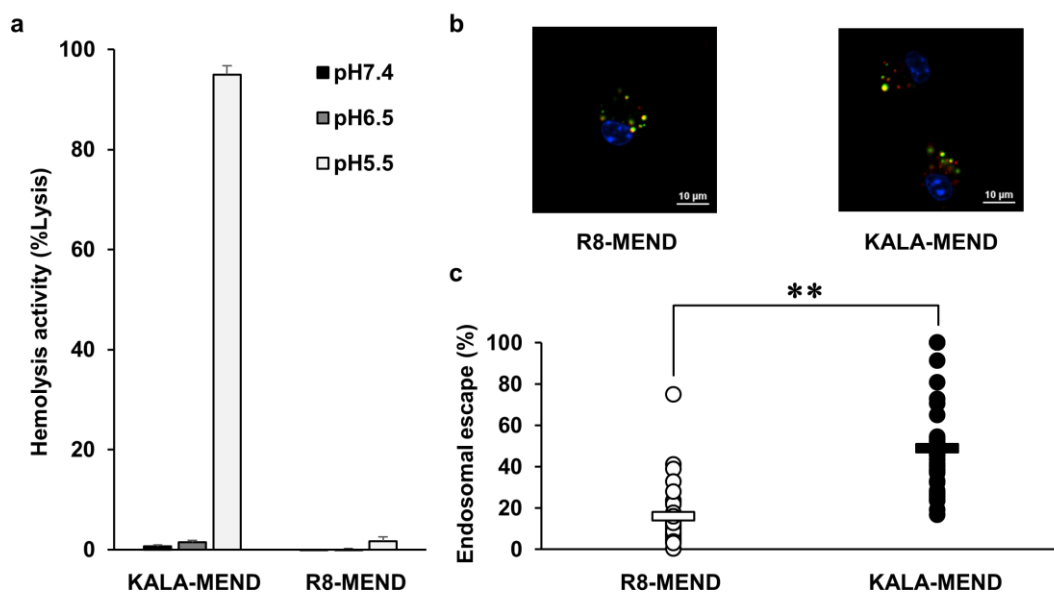 a
Hemolysis activity (%Lysis)
100
80
60
40
20
0
pH7.4
pH6.5
pH5.5
KALA-MEND
R8-MEND
b
10 µm
10 µm
R8-MEND
KALA-MEND
c
**
Endosomal escape (%)
100
80
60
40
20
0
R8-MEND
KALA-MEND